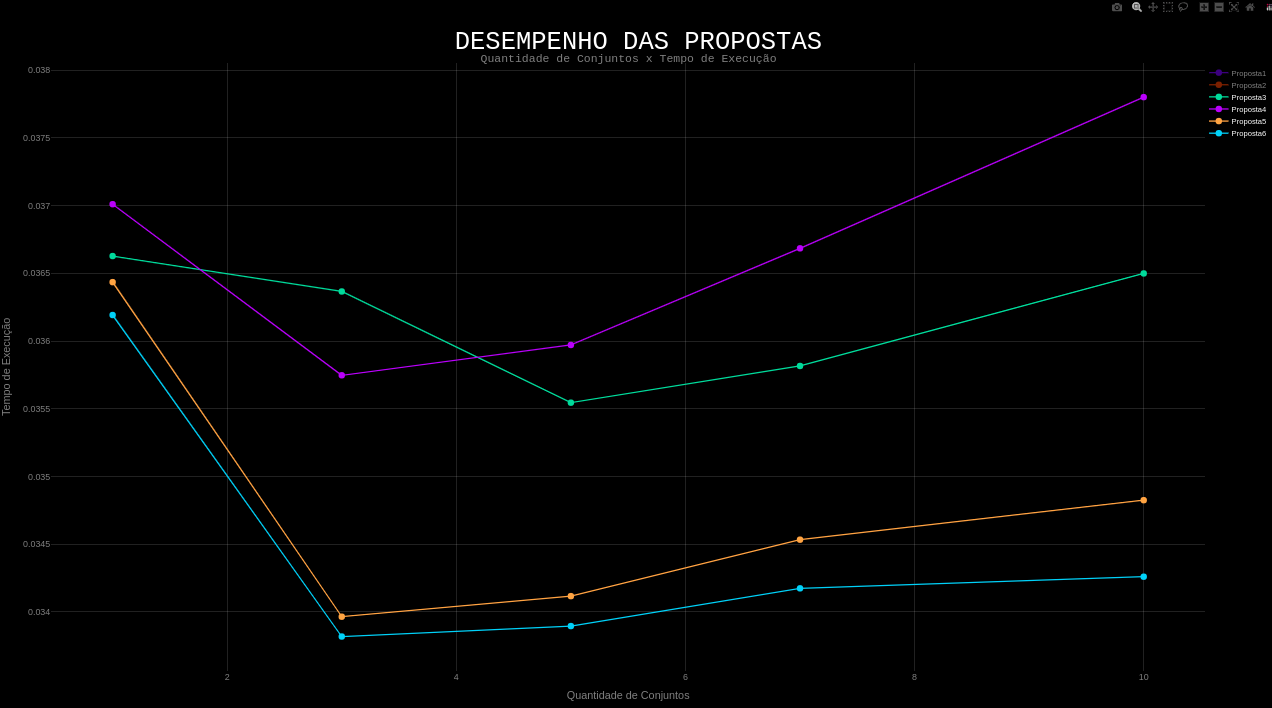 DESEMPENHO DAS PROPOSTAS
Quantidade de Conjuntos x Tempo de Execução
0.038
0.0375
0.037
0.0365
0.036
0.0355
0.035
0.0345
0.034
Tempo de Execução
2
4
6
8
10
Quantidade de Conjuntos
Proposta1
Proposta2
Proposta3
Proposta4
Proposta5
Proposta6